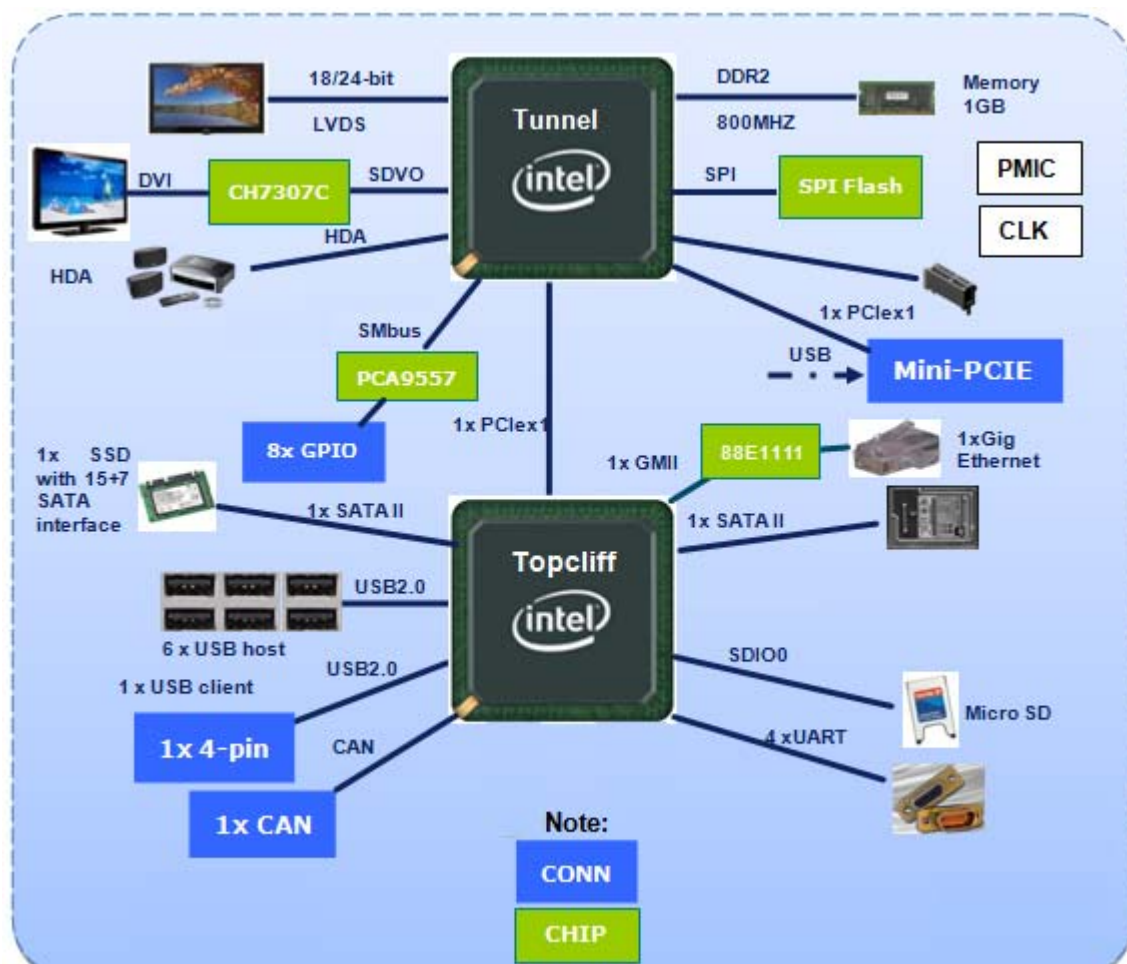 18/24-bit
LVDS
Tunnel
intel
DDR2
800MHZ
Memory
1GB
DVI
CH7307C
SDVO
SPI
SPI Flash
PMIC
CLK
HDA
HDA
SMbus
PCA9557
8x GPIO
1x PCIex1
1x PCIex1
USB
Mini-PCIE
1x SSD
with 15+7
SATA
interface
1x SATA II
1x GMII
88E1111
1xGig
Ethernet
1x SATA II
Topcliff
intel
USB2.0
6 x USB host
USB2.0
1 x USB client
1x 4-pin
CAN
1x CAN
SDIO0
Micro SD
4 xUART
Note:
CONN
CHIP